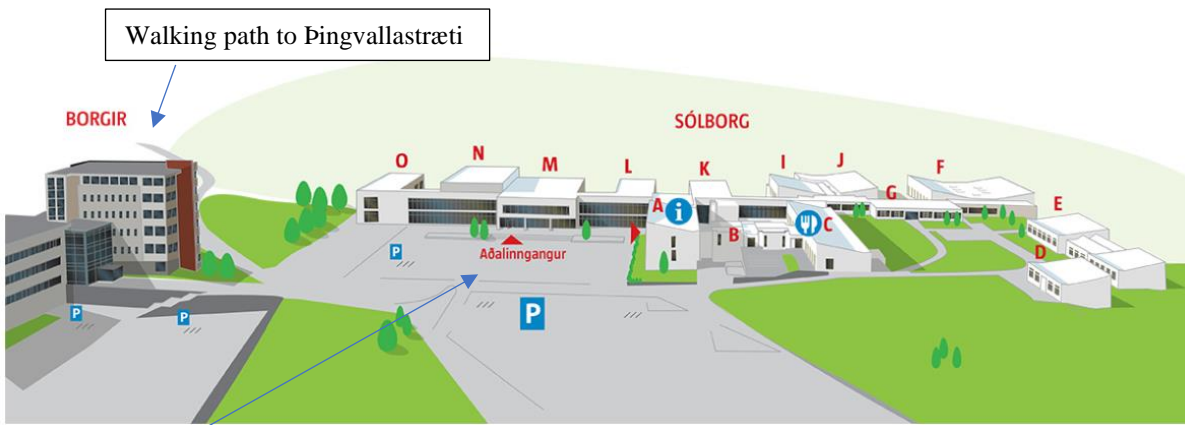 Walking path to Þingvallastræti
BORGIR
SÓLBORG
O
N
M
L
K
I
J
F
A
i
G
E
B
C
D
P
Aðalinngangur
P
P
P